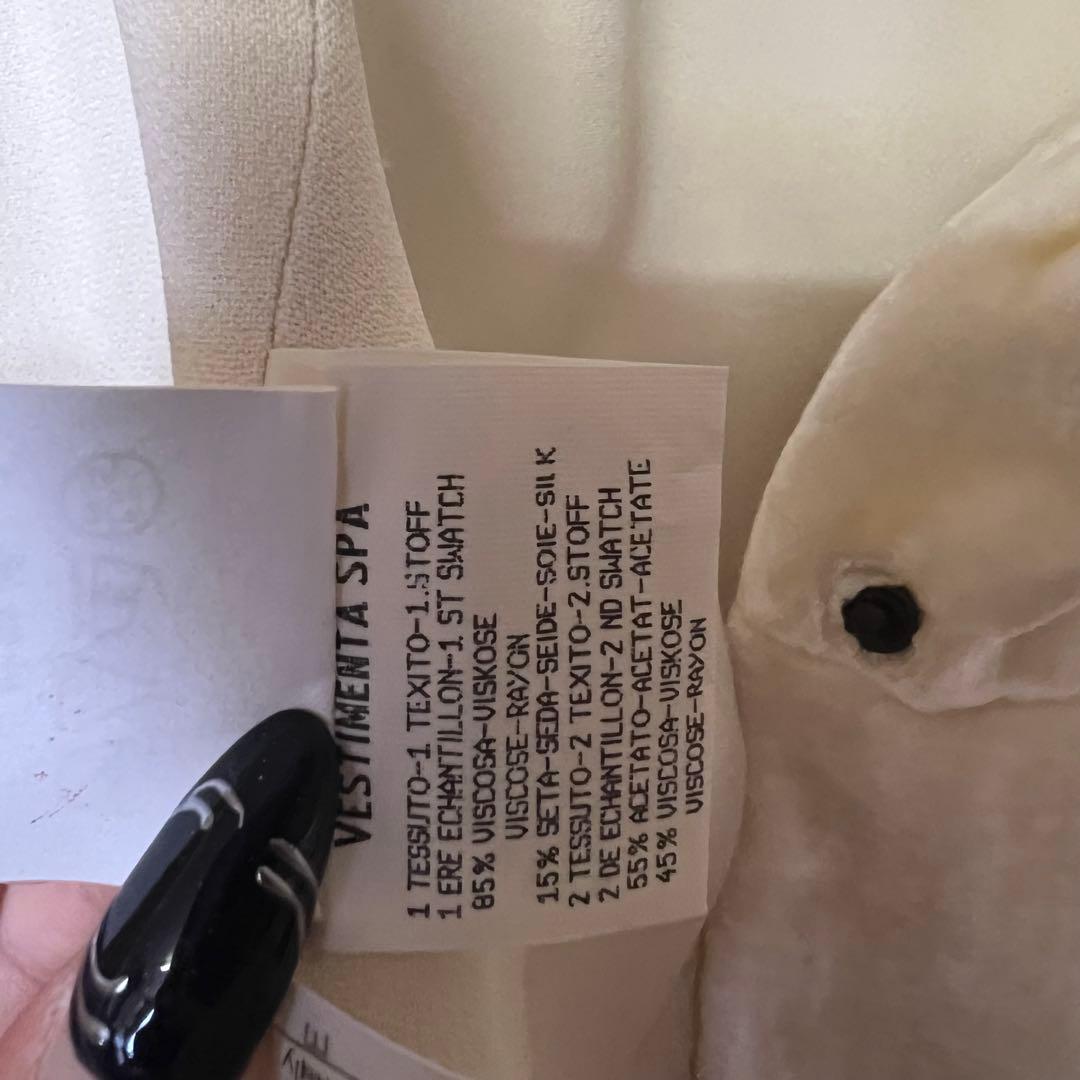 VESTIMENTA SPA
1 TESSUTO-1 TEXITO-1.STOFF
1 ERE ECHANTILLON-1 ST SWATCH
85% VISCOSA-VISKOSE
VISCOSE-RAYON
15% SETA-SEDA-SEIDE-SOIE-SILK
2 TESSUTO-2 TEXITO-2.STOFF
2 DE ECHANTILLON-2 ND SWATCH
55% ACETATO-ACETAT-ACETATE
45% VISCOSA-VISKOSE
VISCOSE-RAYON